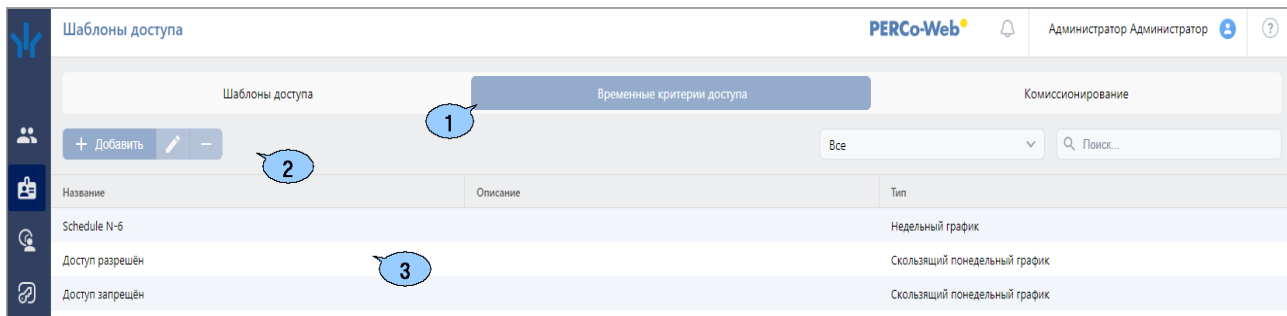 Шаблоны доступа PERCo-Web Администратор Администратор ?
Шаблоны доступа Временные критерии доступа Комиссионирование
1
+ Добавить Все Поиск...
2
Название Описание Тип
Schedule N-6 Недельный график
Доступ разрешён Скользящий понедельный график
3
Доступ запрещён Скользящий понедельный график